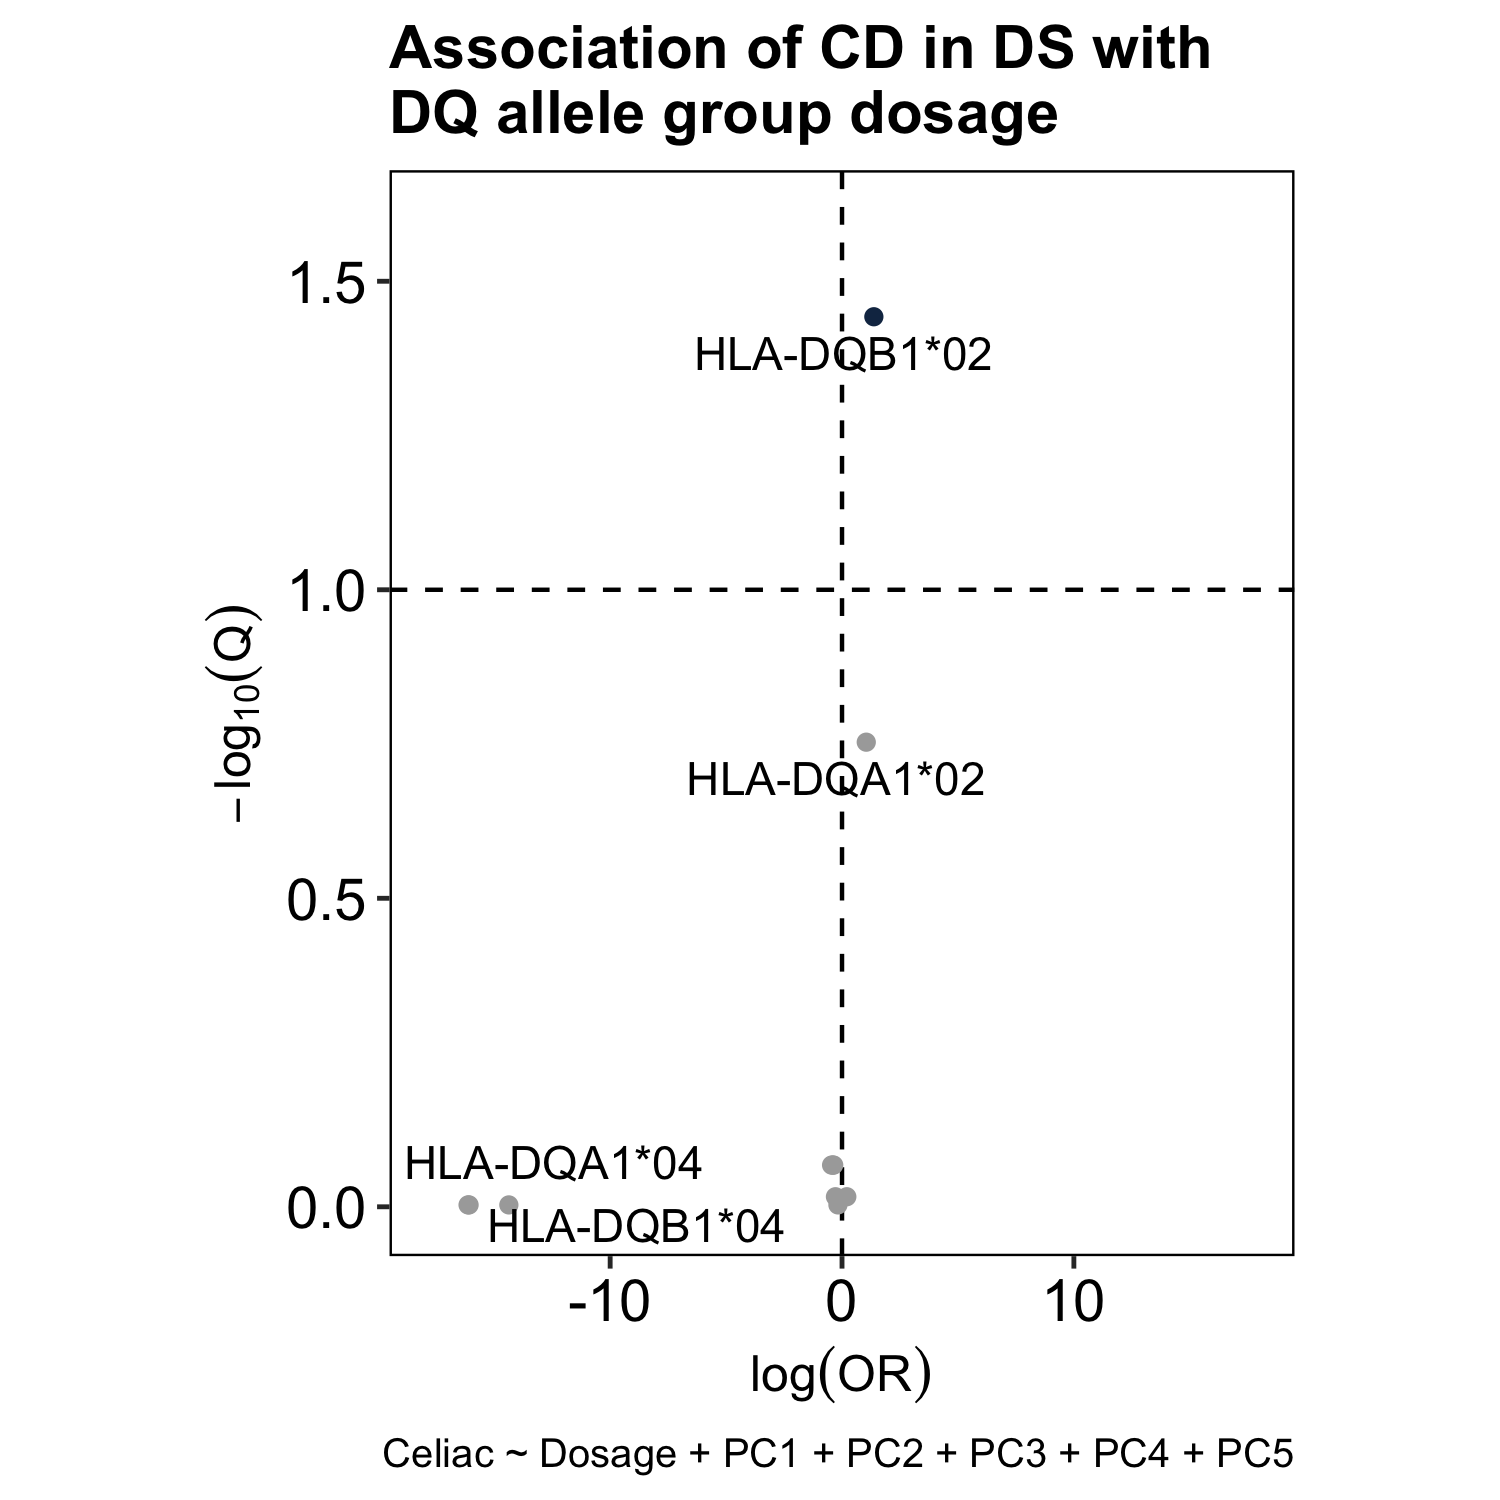 Association of CD in DS with
DQ allele group dosage
1.5
HLA-DQB1*02
1.0
−log10(Q)
HLA-DQA1*02
0.5
HLA-DQA1*04
0.0
HLA-DQB1*04
-10
0
10
log(OR)
Celiac ~ Dosage + PC1 + PC2 + PC3 + PC4 + PC5